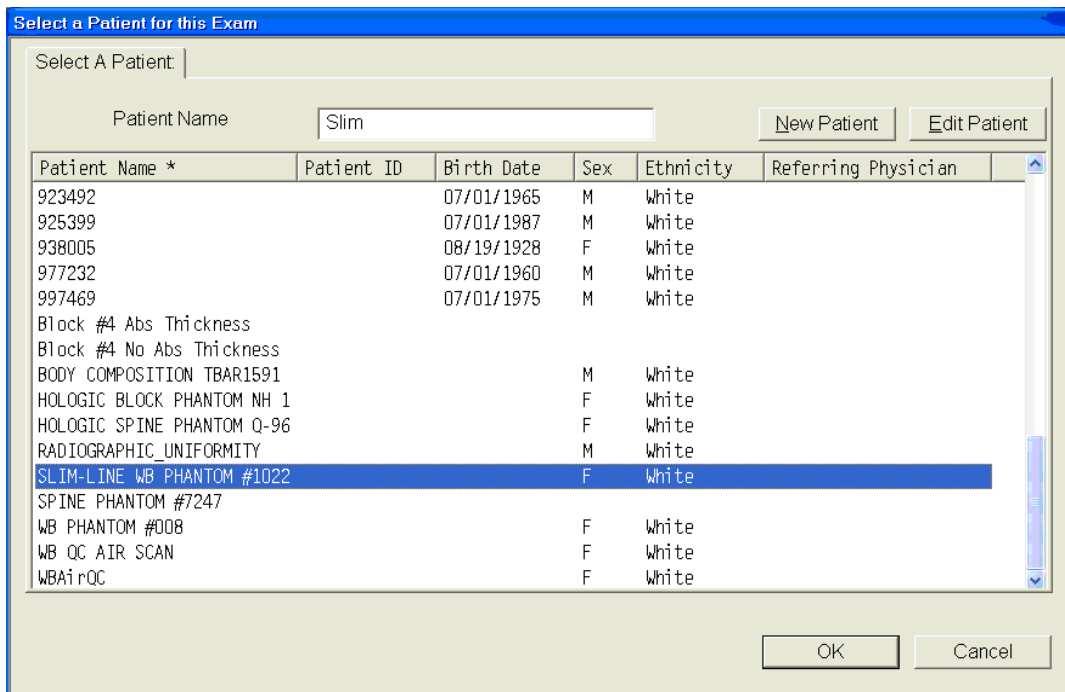 Select a Patient for this Exam
Select A Patient:
Patient Name Slim New Patient Edit Patient
Patient Name * Patient ID Birth Date Sex Ethnicity Referring Physician
923492 07/01/1965 M White
925399 07/01/1987 M White
938005 08/19/1928 F White
977232 07/01/1960 M White
997469 07/01/1975 M White
Block #4 Abs Thickness
Block #4 No Abs Thickness
BODY COMPOSITION TBAR1591 M White
HOLOGIC BLOCK PHANTOM NH 1 F White
HOLOGIC SPINE PHANTOM Q-96 F White
RADIOGRAPHIC_UNIFORMITY M White
SLIM-LINE WB PHANTOM #1022 F White
SPINE PHANTOM #7247
WB PHANTOM #008 F White
WB QC AIR SCAN F White
WBAirQC F White
OK Cancel